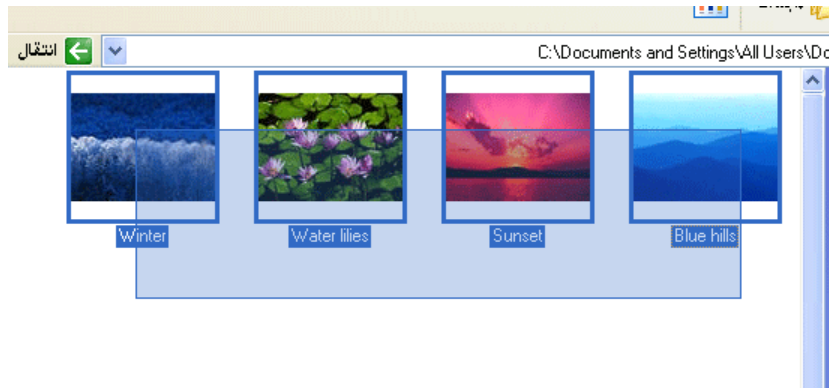 انتقال
C:\Documents and Settings\All Users\Do
Blue hills
Sunset
Water lilies
Winter